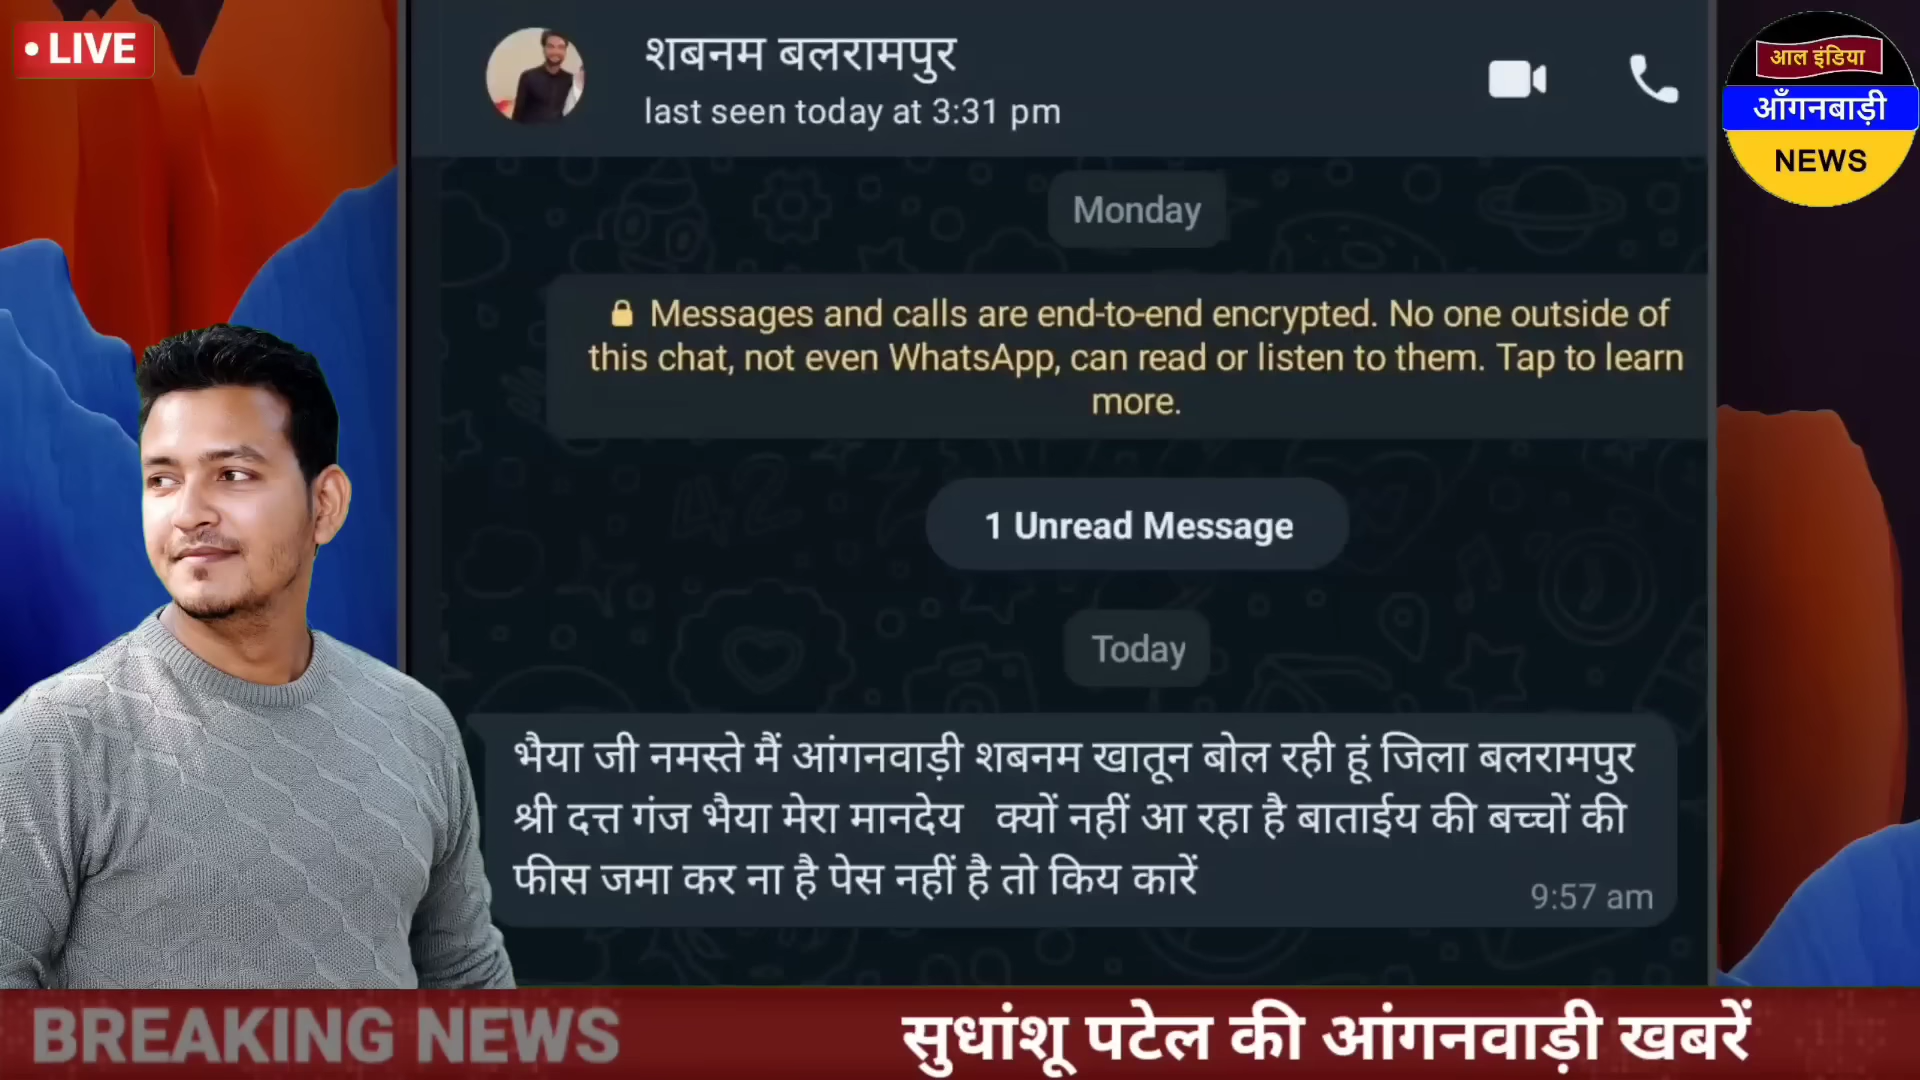 • LIVE
शबनम बलरामपुर
last seen today at 3:31 pm
आल इंडिया
आँगनबाड़ी
NEWS
Monday
Messages and calls are end-to-end encrypted. No one outside of
this chat, not even WhatsApp, can read or listen to them. Tap to learn
more.
1 Unread Message
Today
भैया जी नमस्ते मैं आंगनवाड़ी शबनम खातून बोल रही हूं जिला बलरामपुर
श्री दत्त गंज भैया मेरा मानदेय क्यों नहीं आ रहा है बाताईय की बच्चों की
फीस जमा कर ना है पेस नहीं है तो किय कारें
9:57 am
BREAKING NEWS
सुधांशू पटेल की आंगनवाड़ी खबरें